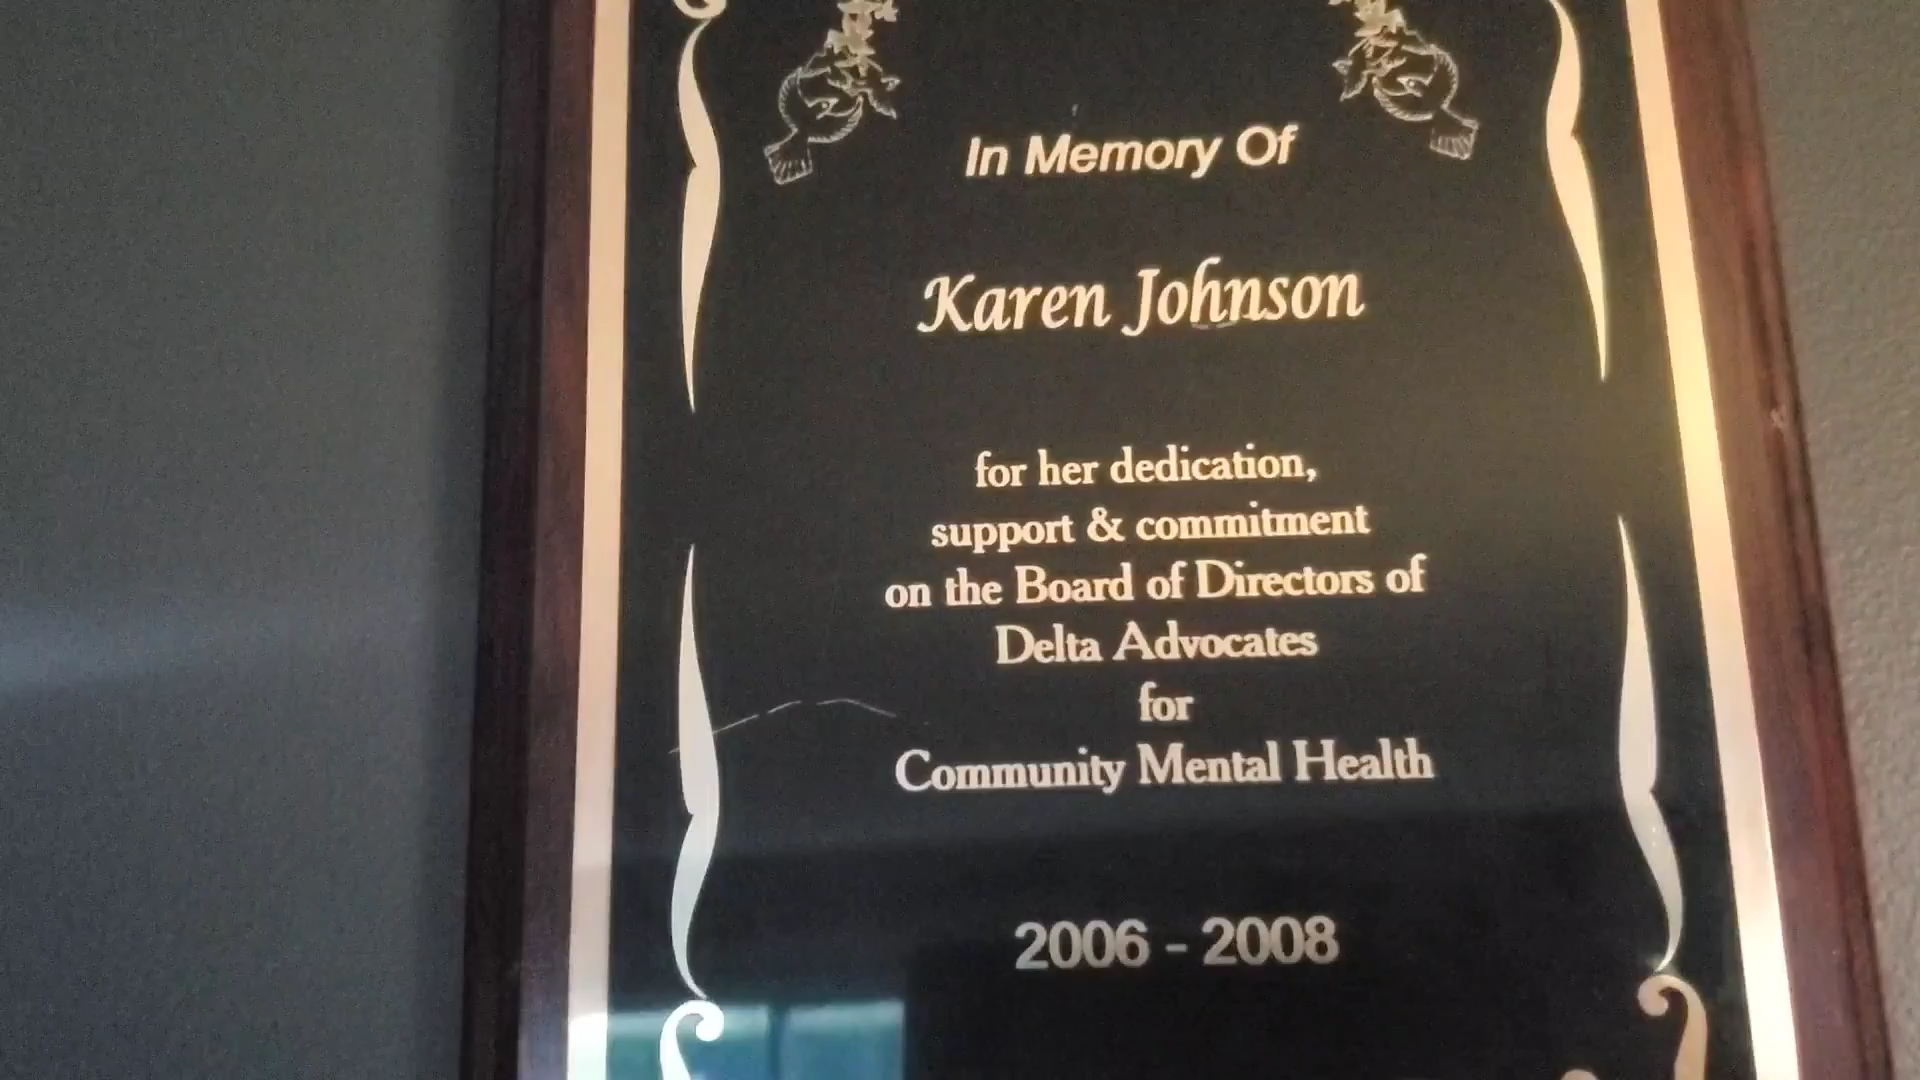 In Memory Of
Karen Johnson
for her dedication,
support & commitment
on the Board of Directors of
Delta Advocates
for
Community Mental Health
2006 - 2008